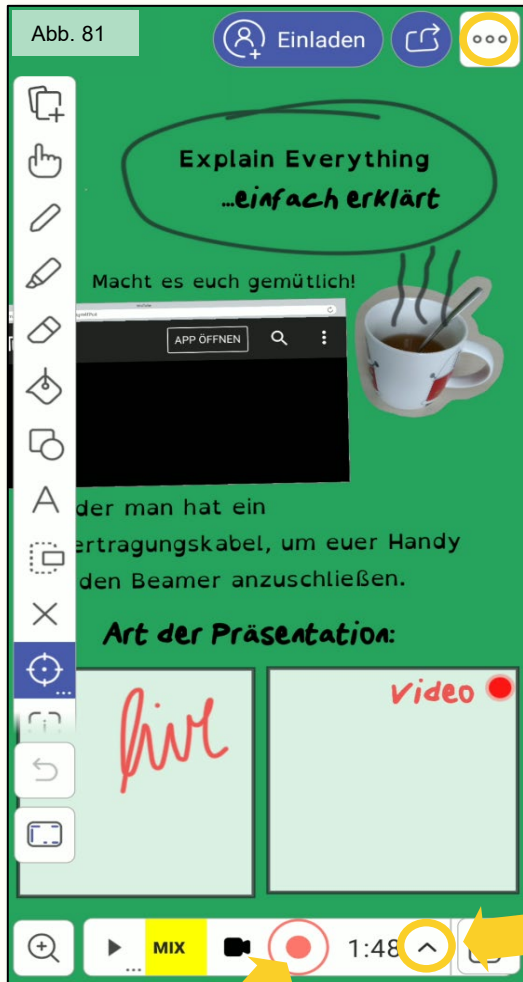 Abb. 81
Einladen
Explain Everything
...einfach erklärt
Macht es euch gemütlich!
APP ÖFFNEN
der man hat ein
ertragungskabel, um euer Handy
den Beamer anzuschließen.
Art der Präsentation:
live
video
MIX
1:48